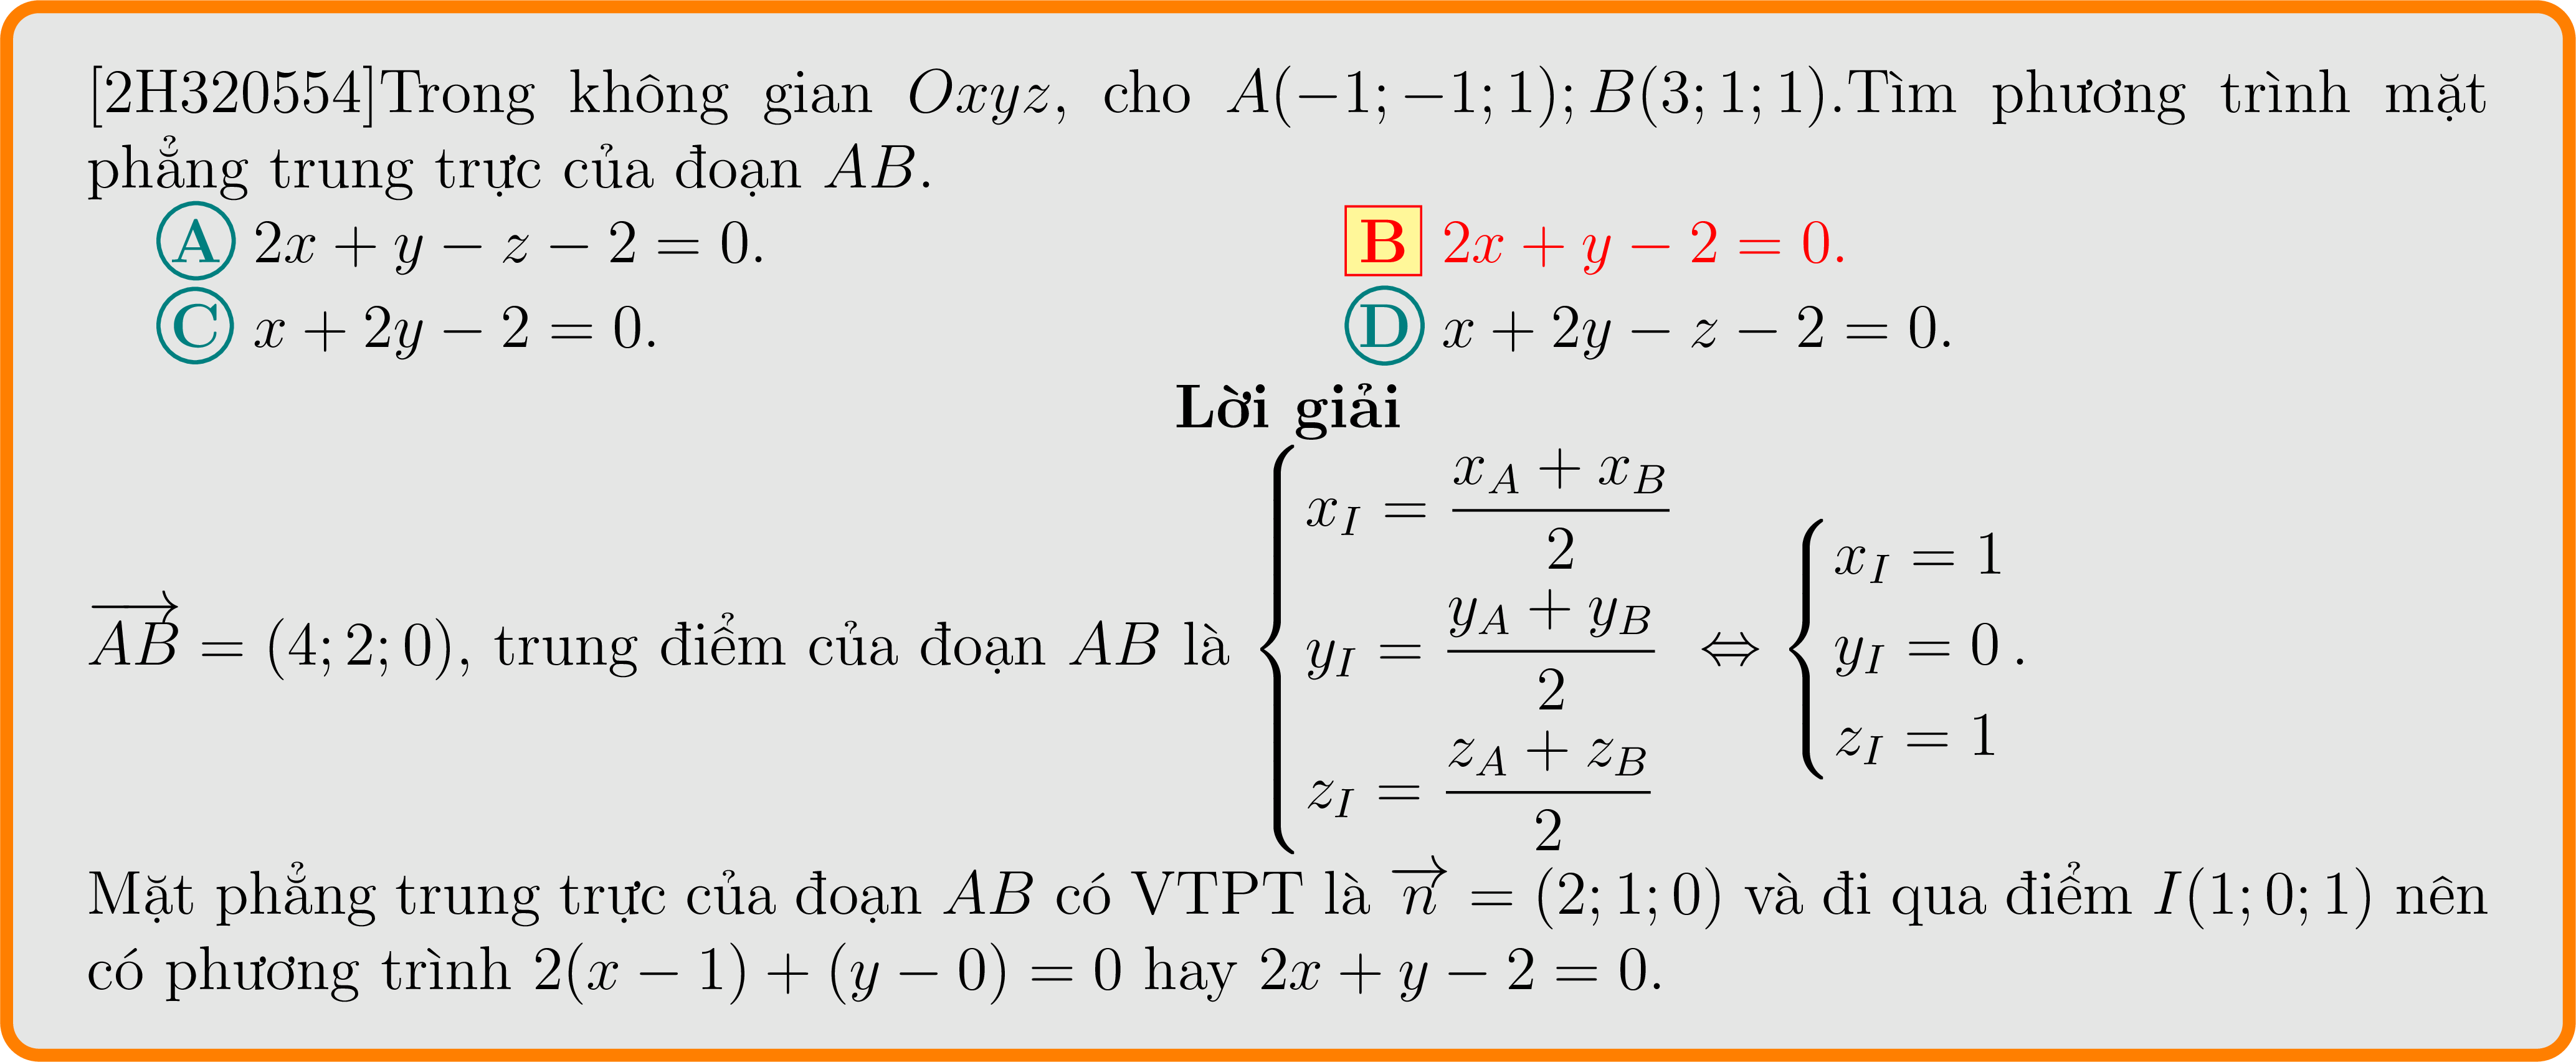 [2H320554]Trong không gian Oxyz, cho A(−1; −1; 1); B(3; 1; 1).Tìm phương trình mặt
phẳng trung trực của đoạn AB.
A 2x + y − z − 2 = 0.
B 2x + y − 2 = 0.
C x + 2y − 2 = 0.
D x + 2y − z − 2 = 0.
Lời giải
$\overrightarrow{AB} = (4; 2; 0)$, trung điểm của đoạn AB là $\begin{cases} x_I = \dfrac{x_A + x_B}{2} \\ y_I = \dfrac{y_A + y_B}{2} \\ z_I = \dfrac{z_A + z_B}{2} \end{cases} \Leftrightarrow \begin{cases} x_I = 1 \\ y_I = 0 \\ z_I = 1 \end{cases}$.
Mặt phẳng trung trực của đoạn AB có VTPT là $\overrightarrow{n} = (2; 1; 0)$ và đi qua điểm I(1; 0; 1) nên
có phương trình 2(x − 1) + (y − 0) = 0 hay 2x + y − 2 = 0.